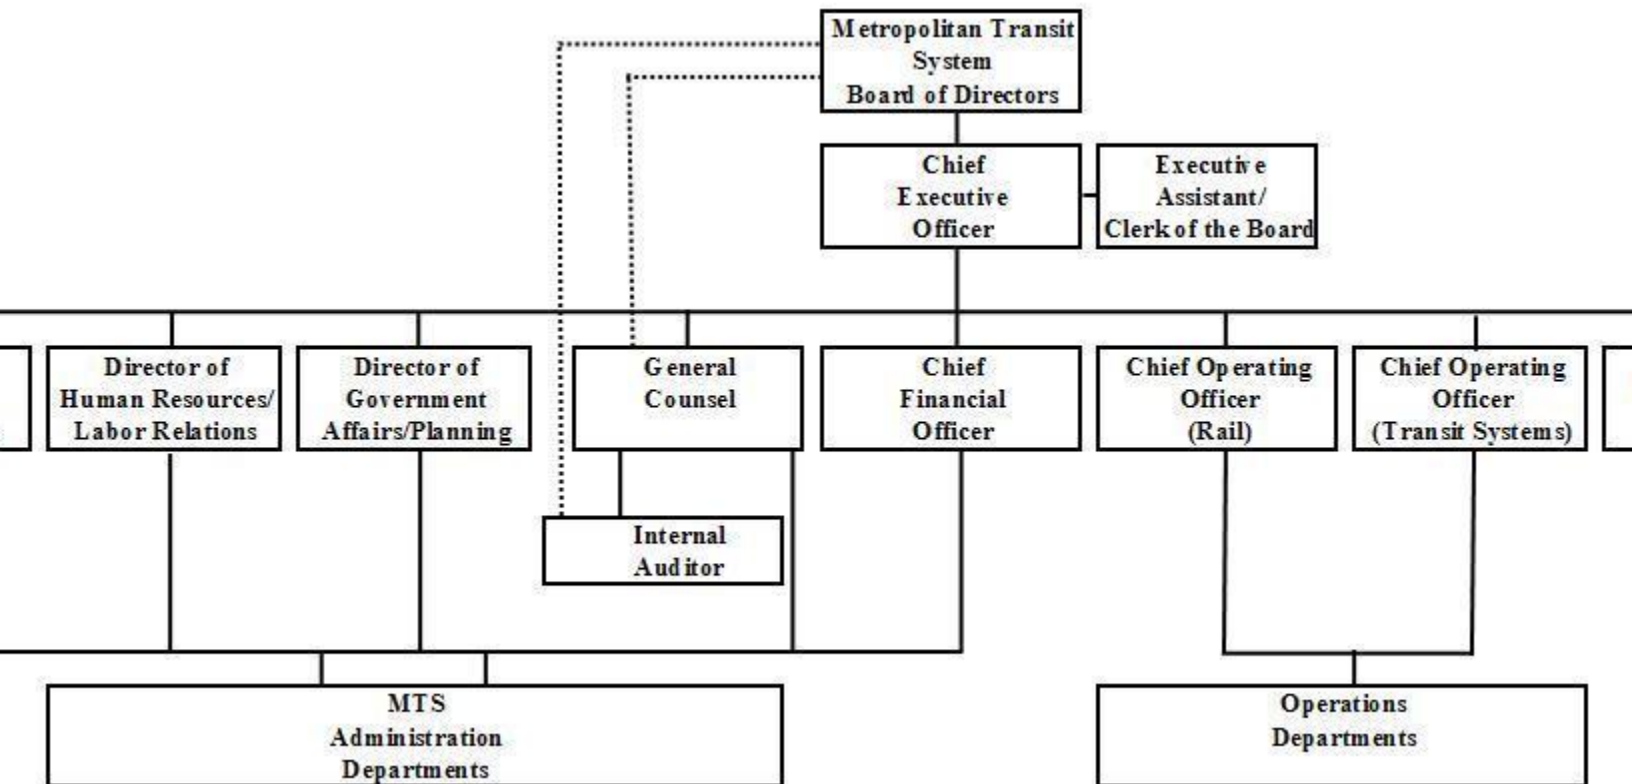 Metropolitan Transit
System
Board of Directors
Chief
Executive
Officer
Executive
Assistant/
Clerk of the Board
Director of
Human Resources/
Labor Relations
Director of
Government
Affairs/Planning
General
Counsel
Chief
Financial
Officer
Chief Operating
Officer
(Rail)
Chief Operating
Officer
(Transit Systems)
Internal
Auditor
MTS
Administration
Departments
Operations
Departments